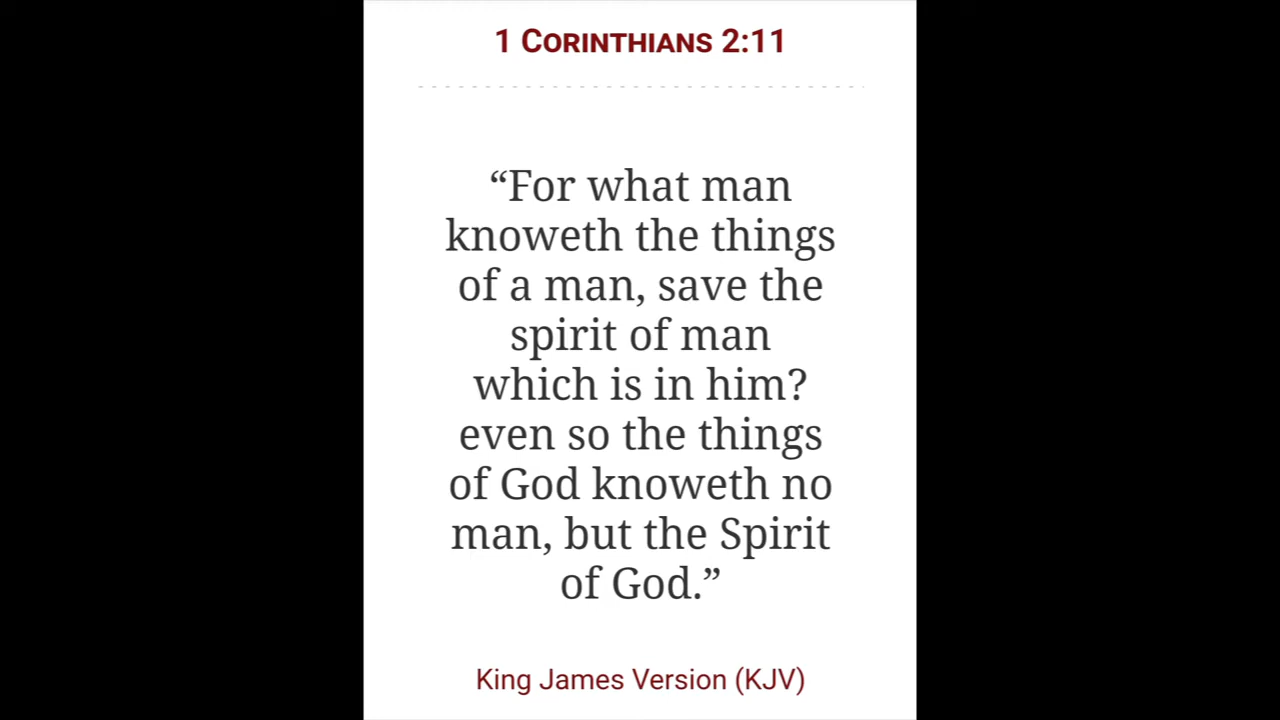 1 Corinthians 2:11
“For what man
knoweth the things
of a man, save the
spirit of man
which is in him?
even so the things
of God knoweth no
man, but the Spirit
of God.”
King James Version (KJV)